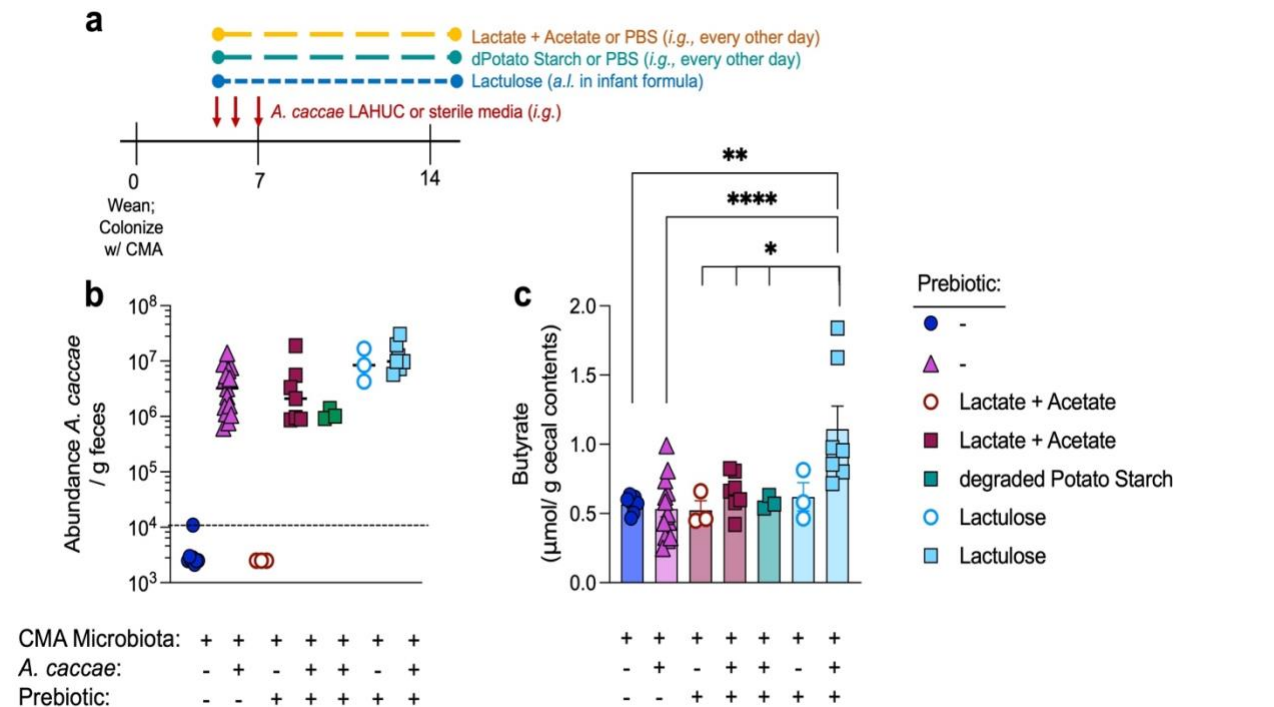 a
Lactate + Acetate or PBS (i.g., every other day)
dPotato Starch or PBS (i.g., every other day)
Lactulose (a.l. in infant formula)
A. caccae LAHUC or sterile media (i.g.)
0 7 14
Wean;
Colonize
w/ CMA
b
Abundance A. caccae
/ g feces
10⁸
10⁷
10⁶
10⁵
10⁴
10³
CMA Microbiota: + + + + + + +
A. caccae: - + - + + - +
Prebiotic: - - + + + + +
c
**
****
*
Butyrate
(µmol/ g cecal contents)
2.0
1.5
1.0
0.5
0.0
+ + + + + + +
- + - + + - +
- - + + + + +
Prebiotic:
-
-
Lactate + Acetate
Lactate + Acetate
degraded Potato Starch
Lactulose
Lactulose